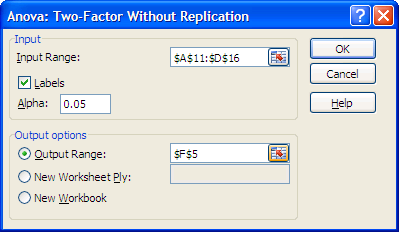 Anova: Two-Factor Without Replication
Input
Input Range: $A$11:$D$16
Labels
Alpha: 0.05
OK
Cancel
Help
Output options
Output Range: $F$5
New Worksheet Ply:
New Workbook